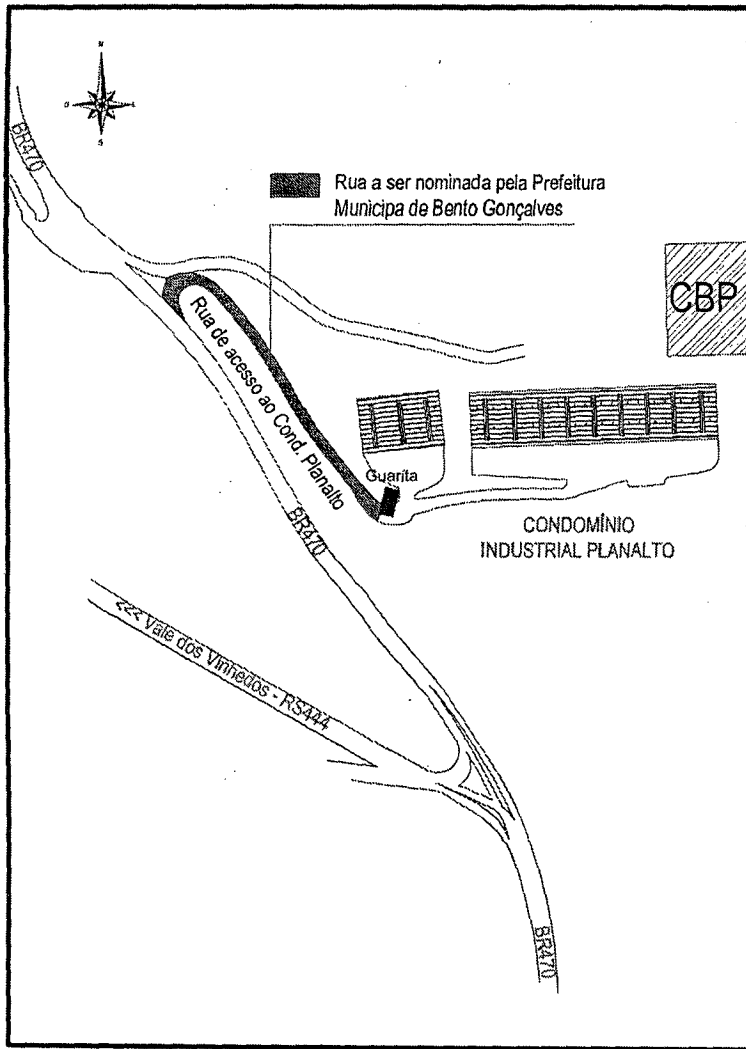 N
O
E
S
BR470
Rua a ser nominada pela Prefeitura
Municipa de Bento Gonçalves
CBP
Rua de acesso ao Cond. Planalto
Guarita
CONDOMÍNIO
INDUSTRIAL PLANALTO
BR470
<<< Vale dos Vinhedos - RS444
BR470